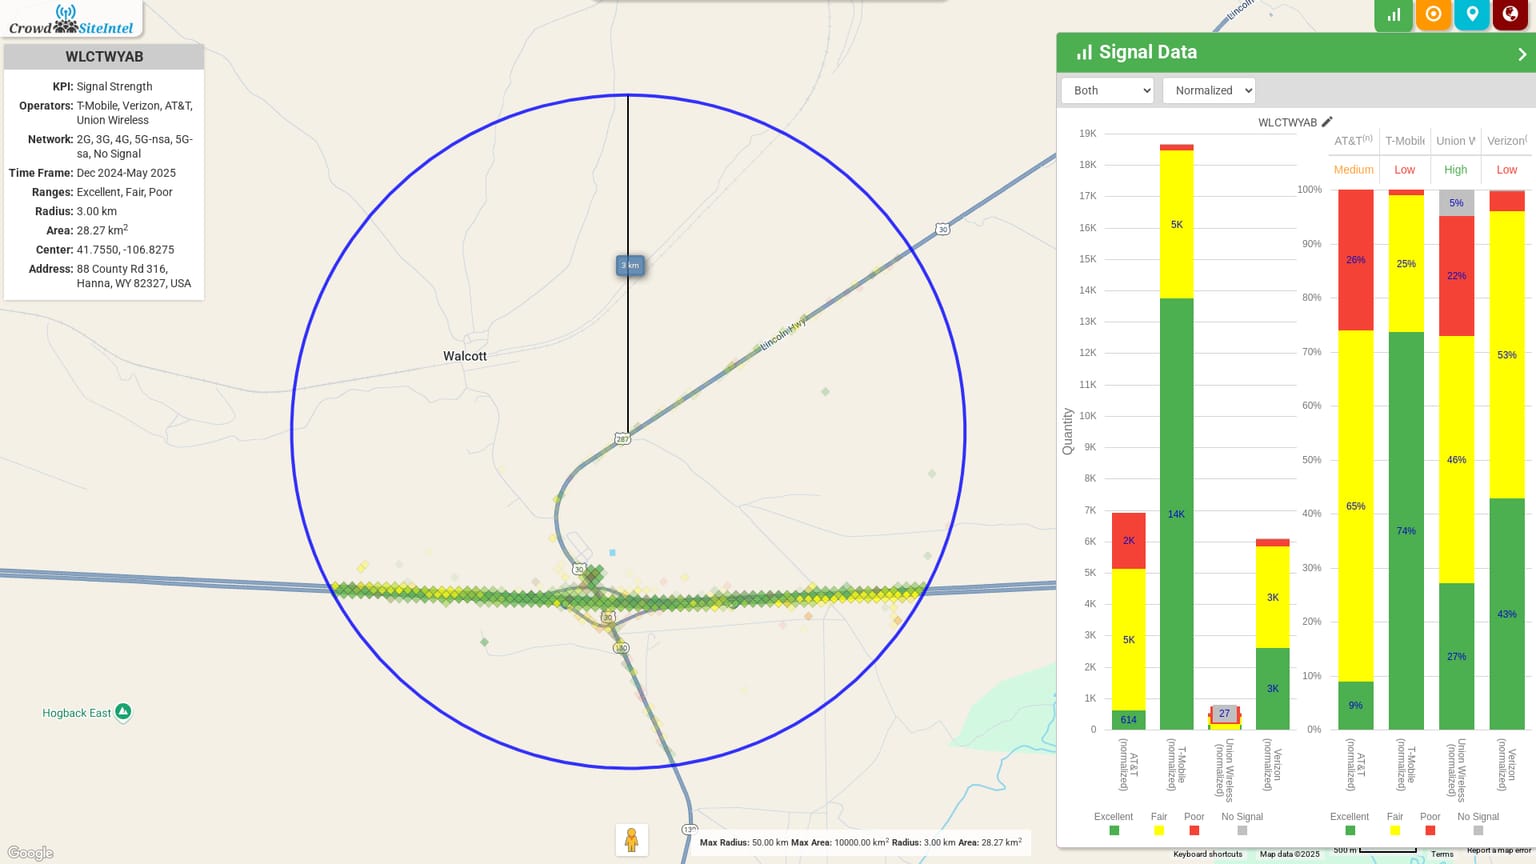 Crowd SiteIntel
WLCTWYAB
KPI: Signal Strength
Operators: T-Mobile, Verizon, AT&T,
Union Wireless
Network: 2G, 3G, 4G, 5G-nsa, 5G-
sa, No Signal
Time Frame: Dec 2024-May 2025
Ranges: Excellent, Fair, Poor
Radius: 3.00 km
Area: 28.27 km²
Center: 41.7550, -106.8275
Address: 88 County Rd 316,
Hanna, WY 82327, USA
Lincoln
30
3 km
Lincoln Hwy
Walcott
287
30
30
130
Hogback East
130
Google
Max Radius: 50.00 km Max Area: 10000.00 km² Radius: 3.00 km Area: 28.27 km²
Signal Data
Both
Normalized
WLCTWYAB
Quantity
19K
18K
17K
16K
15K
14K
13K
12K
11K
10K
9K
8K
7K
6K
5K
4K
3K
2K
1K
0
2K
5K
614
5K
14K
27
3K
3K
AT&T
(normalized)
T-Mobile
(normalized)
Union Wireless
(normalized)
Verizon
(normalized)
Excellent Fair Poor No Signal
AT&T(n) T-Mobile Union W Verizon(
Medium Low High Low
100%
90%
80%
70%
60%
50%
40%
30%
20%
10%
0%
26%
65%
9%
25%
74%
5%
22%
46%
27%
53%
43%
AT&T
(normalized)
T-Mobile
(normalized)
Union Wireless
(normalized)
Verizon
(normalized)
Excellent Fair Poor No Signal
Keyboard shortcuts Map data ©2025 500 m Terms Report a map error